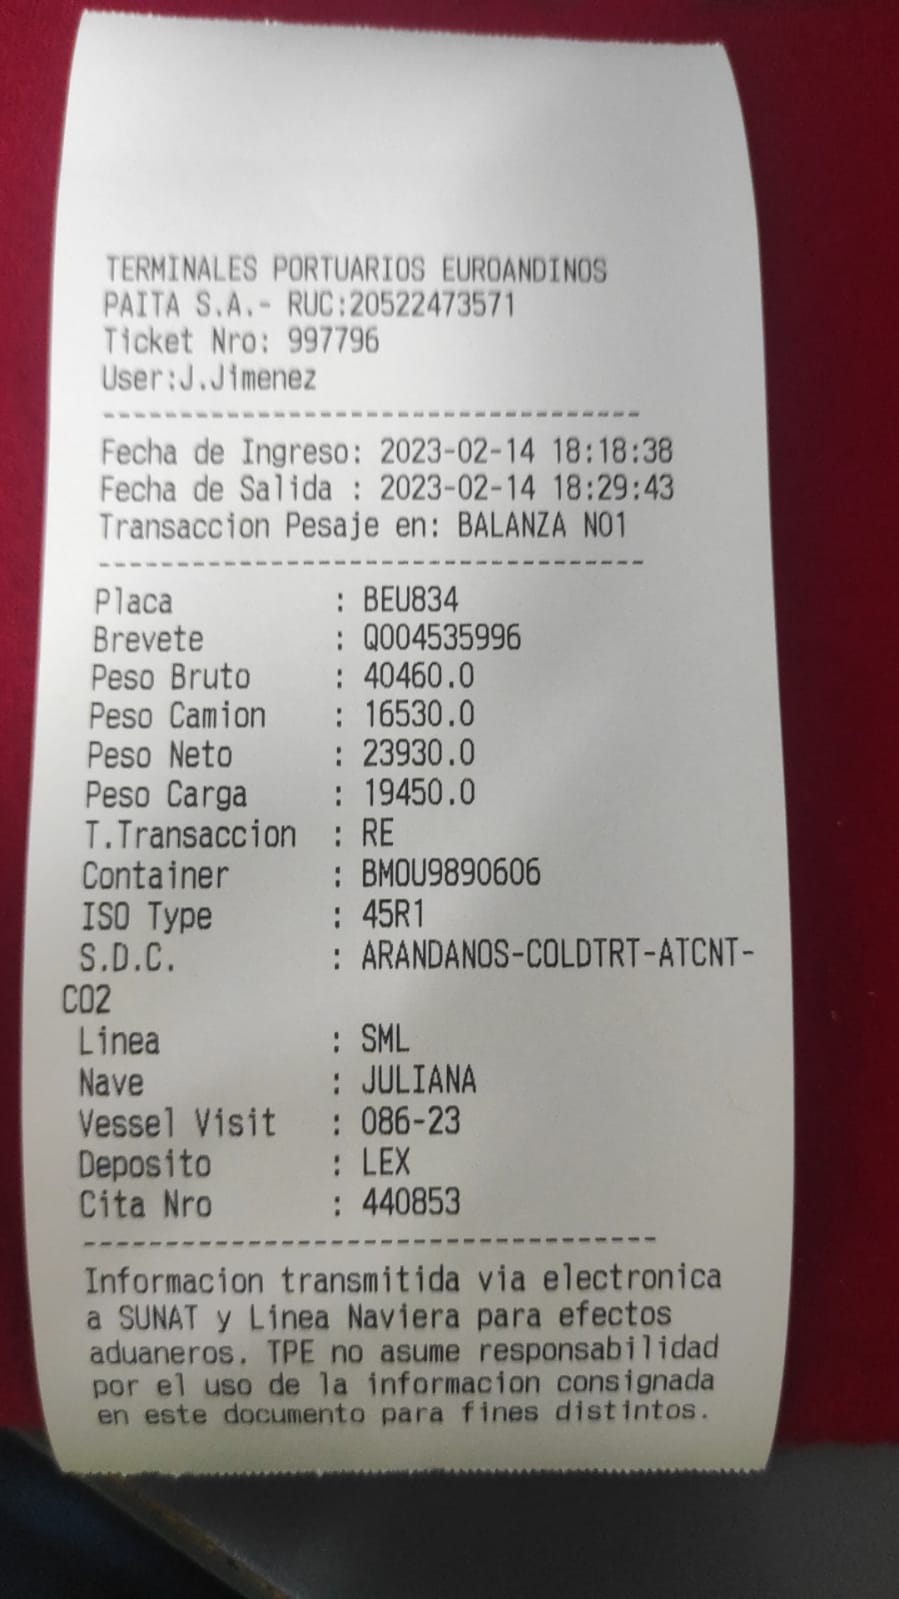 TERMINALES PORTUARIOS EUROANDINOS
PAITA S.A.- RUC:20522473571
Ticket Nro: 997796
User:J.Jimenez
-----------------------------------
Fecha de Ingreso: 2023-02-14 18:18:38
Fecha de Salida : 2023-02-14 18:29:43
Transaccion Pesaje en: BALANZA NO1
-----------------------------------
Placa : BEU834
Brevete : Q004535996
Peso Bruto : 40460.0
Peso Camion : 16530.0
Peso Neto : 23930.0
Peso Carga : 19450.0
T.Transaccion : RE
Container : BMOU9890606
ISO Type : 45R1
S.D.C. : ARANDANOS-COLDTRT-ATCNT-
CO2
Linea : SML
Nave : JULIANA
Vessel Visit : 086-23
Deposito : LEX
Cita Nro : 440853
-----------------------------------
Informacion transmitida via electronica
a SUNAT y Linea Naviera para efectos
aduaneros. TPE no asume responsabilidad
por el uso de la informacion consignada
en este documento para fines distintos.